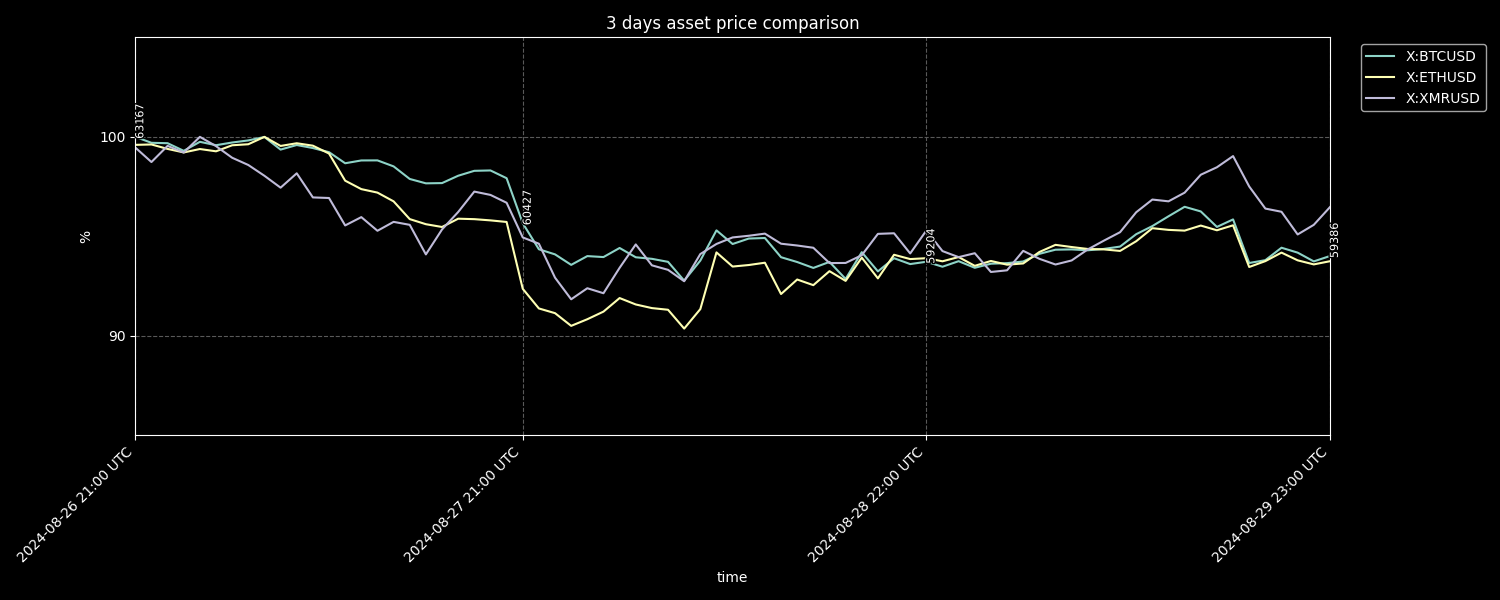 3 days asset price comparison
X:BTCUSD
X:ETHUSD
X:XMRUSD
63167
60427
59204
59386
100
90
%
2024-08-26 21:00 UTC
2024-08-27 21:00 UTC
2024-08-28 22:00 UTC
2024-08-29 23:00 UTC
time